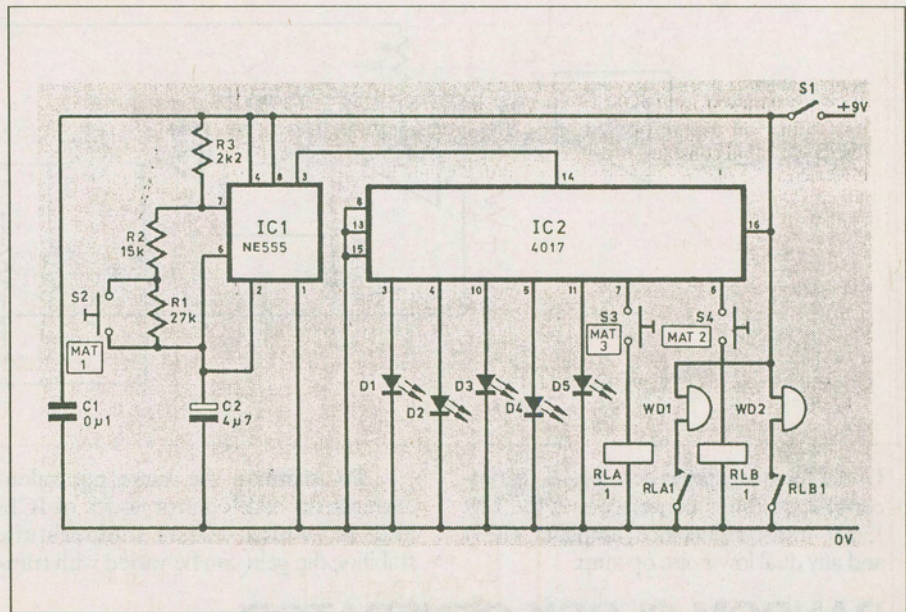 S1
+9V
R3
2k2
4
8
3
14
7
6
13
15
IC1
NE555
IC2
4017
16
R2
15k
6
S2
R1
27k
2
1
3
4
10
5
11
7
6
MAT
1
S3
MAT
3
S4
MAT 2
C1
0µ1
C2
4µ7
D1
D2
D3
D4
D5
WD1
WD2
RLA
1
RLA1
RLB
1
RLB1
0V